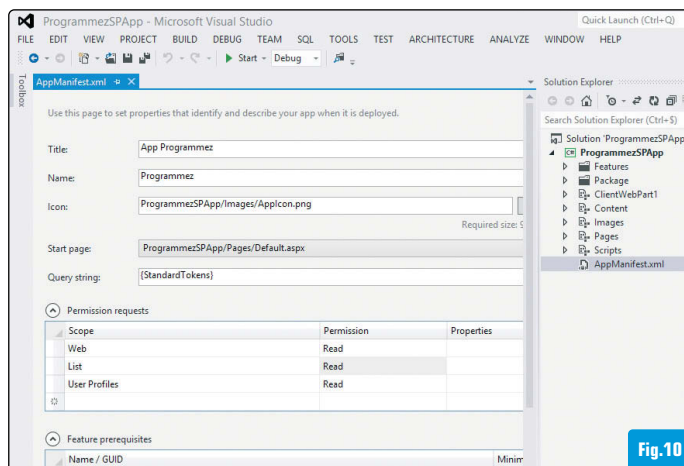 ProgrammezSPApp - Microsoft Visual Studio
Quick Launch (Ctrl+Q)
FILE EDIT VIEW PROJECT BUILD DEBUG TEAM SQL TOOLS TEST ARCHITECTURE ANALYZE WINDOW HELP
Start Debug
Toolbox
AppManifest.xml
Use this page to set properties that identify and describe your app when it is deployed.
Title: App Programmez
Name: Programmez
Icon: ProgrammezSPApp/Images/AppIcon.png
Required size: 9
Start page: ProgrammezSPApp/Pages/Default.aspx
Query string: {StandardTokens}
Permission requests
Scope Permission Properties
Web Read
List Read
User Profiles Read
Feature prerequisites
Name / GUID Minim
Solution Explorer
Search Solution Explorer (Ctrl+$)
Solution 'ProgrammezSPApp
ProgrammezSPApp
Features
Package
ClientWebPart1
Content
Images
Pages
Scripts
AppManifest.xml
Fig.10